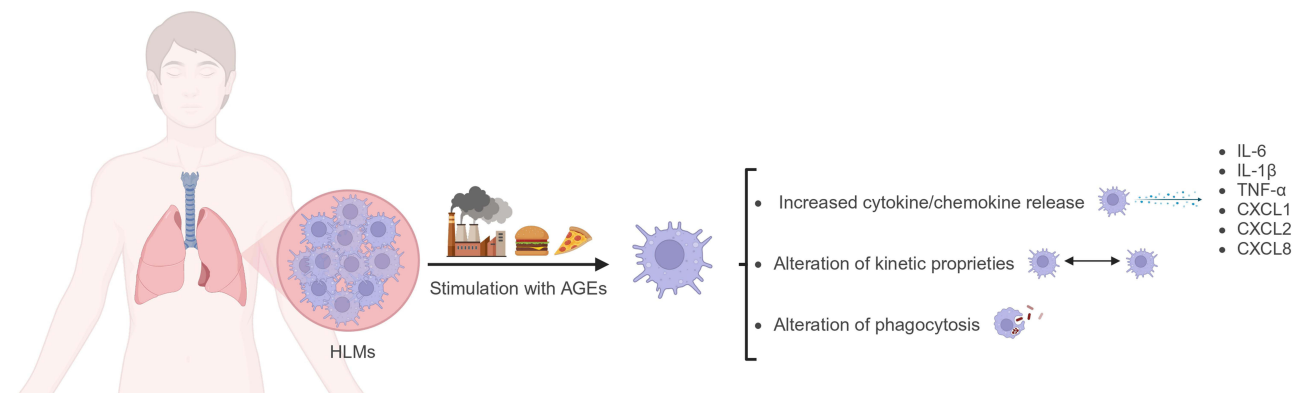 HLMs
Stimulation with AGEs
• Increased cytokine/chemokine release
• Alteration of kinetic proprieties
• Alteration of phagocytosis
• IL-6
• IL-1β
• TNF-α
• CXCL1
• CXCL2
• CXCL8